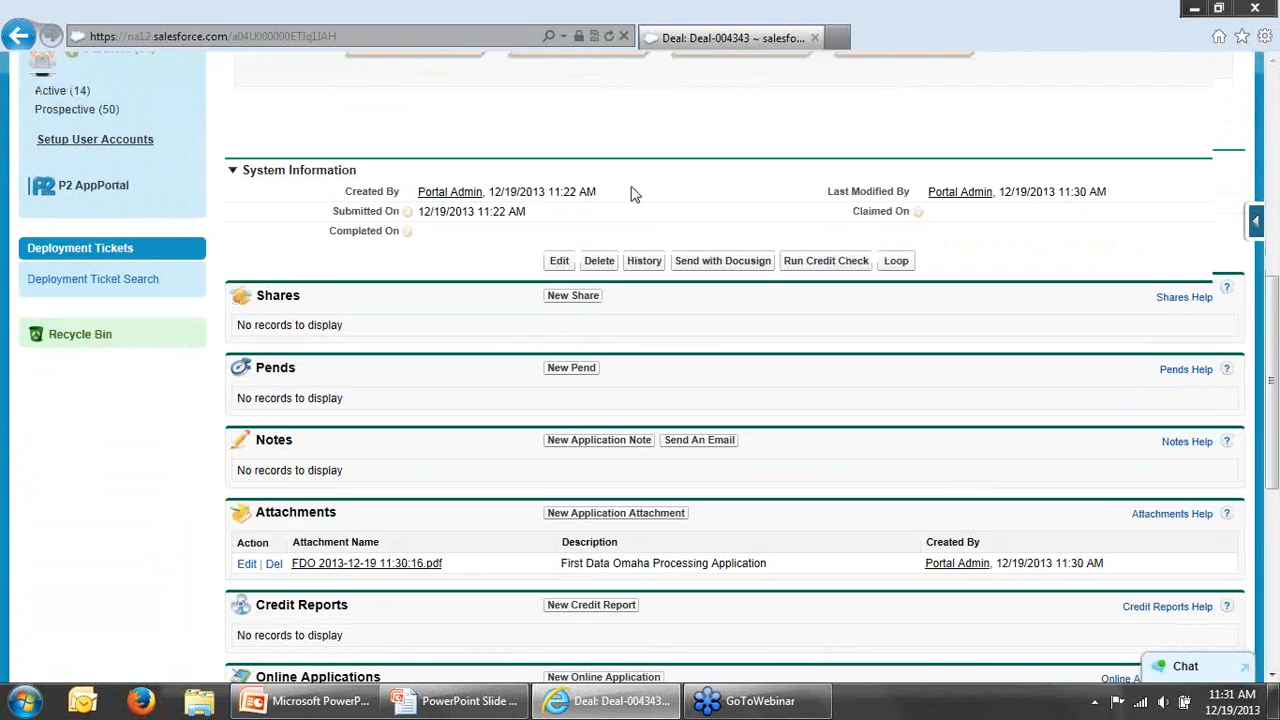 https://na12.salesforce.com/a04U000000ETlq1IAH
Deal: Deal-004343 ~ salesfo...
Active (14)
Prospective (50)
Setup User Accounts
P2 AppPortal
Deployment Tickets
Deployment Ticket Search
Recycle Bin
System Information
Created By Portal Admin, 12/19/2013 11:22 AM Last Modified By Portal Admin, 12/19/2013 11:30 AM
Submitted On 12/19/2013 11:22 AM Claimed On
Completed On
Edit Delete History Send with Docusign Run Credit Check Loop
Shares New Share Shares Help ?
No records to display
Pends New Pend Pends Help ?
No records to display
Notes New Application Note Send An Email Notes Help ?
No records to display
Attachments New Application Attachment Attachments Help ?
Action Attachment Name Description Created By
Edit | Del FDO 2013-12-19 11:30:16.pdf First Data Omaha Processing Application Portal Admin, 12/19/2013 11:30 AM
Credit Reports New Credit Report Credit Reports Help ?
No records to display
Online Applications New Online Application Online A
Chat
Microsoft PowerP... PowerPoint Slide ... Deal: Deal-004343... GoToWebinar
11:31 AM
12/19/2013